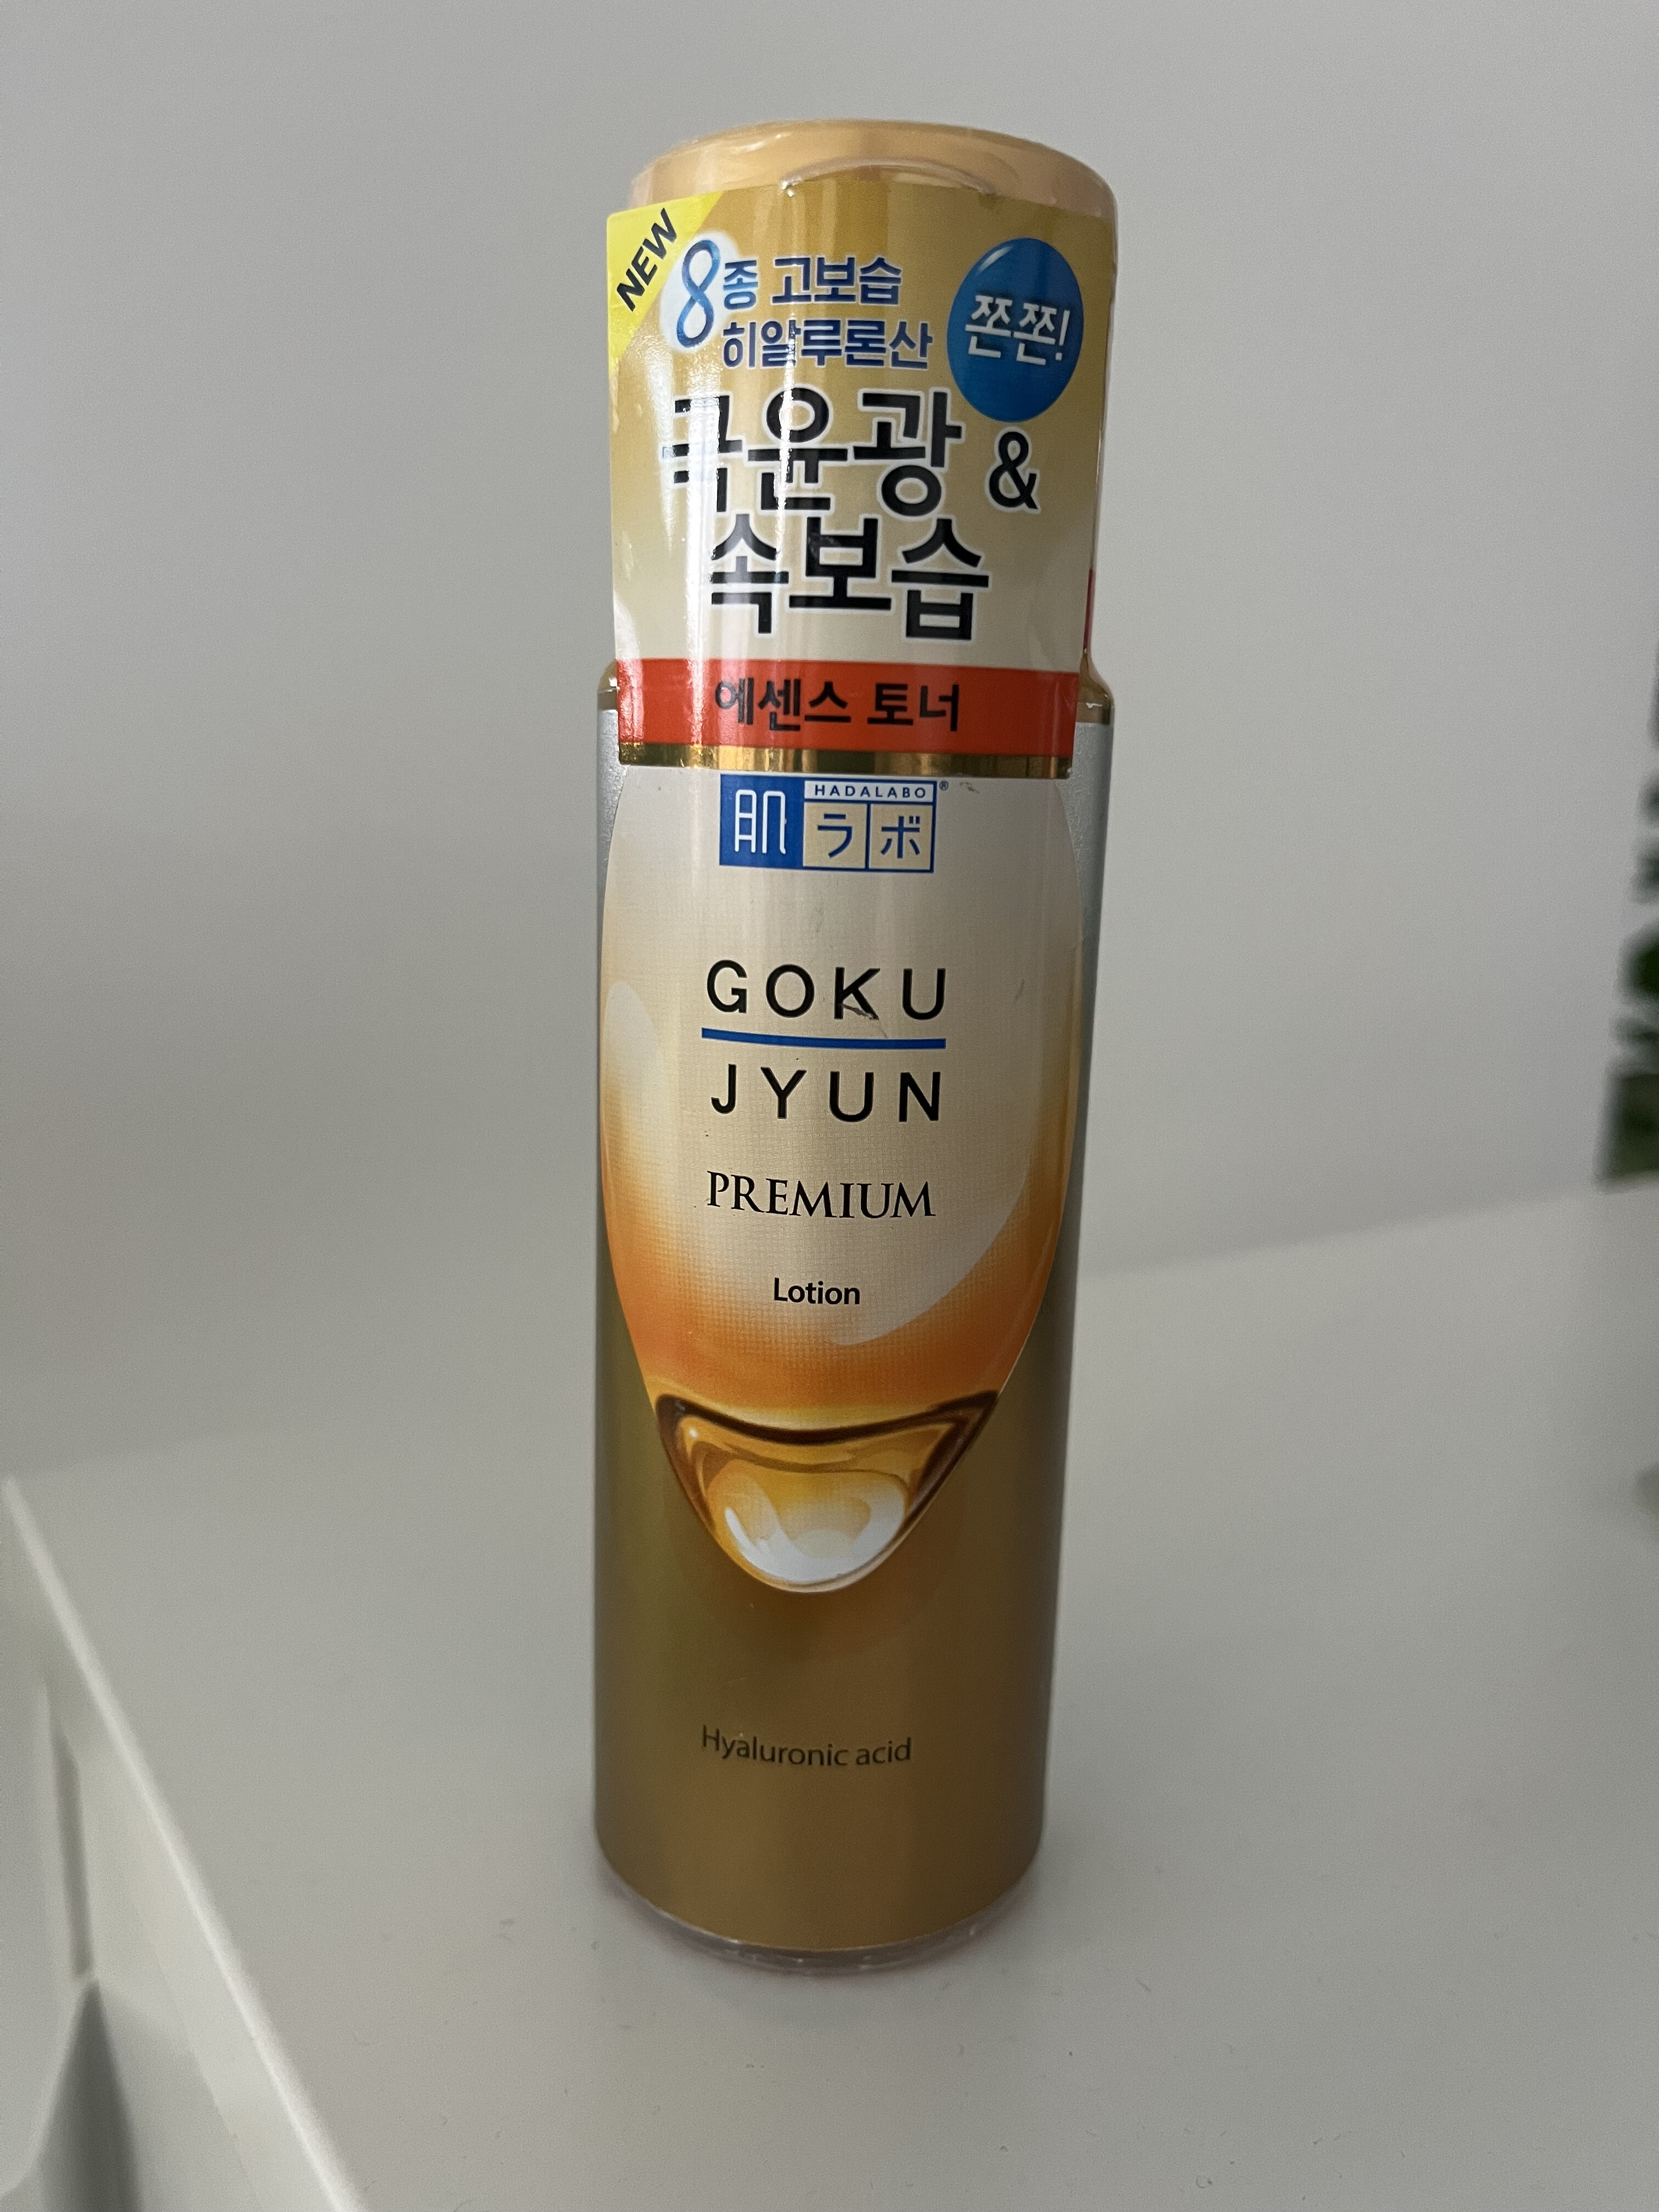 NEW
8종 고보습
히알루론산
쫀쫀!
극윤광 &
속보습
에센스 토너
肌ラボ
HADALABO®
GOKU
JYUN
PREMIUM
Lotion
Hyaluronic acid